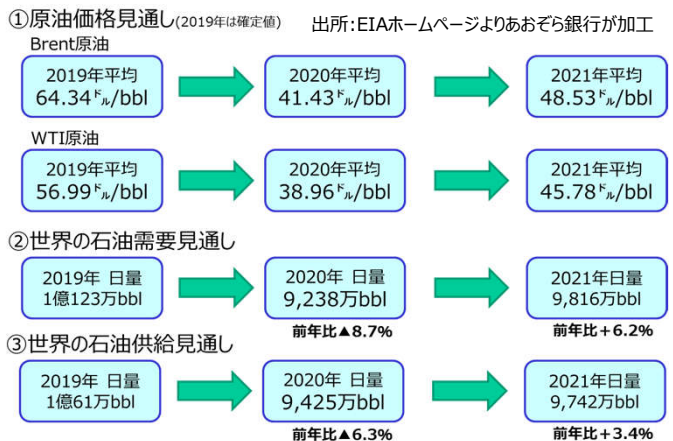 ①原油価格見通し(2019年は確定値) 出所:EIAホームページよりあおぞら銀行が加工
Brent原油
2019年平均
64.34㌦/bbl
2020年平均
41.43㌦/bbl
2021年平均
48.53㌦/bbl
WTI原油
2019年平均
56.99㌦/bbl
2020年平均
38.96㌦/bbl
2021年平均
45.78㌦/bbl
②世界の石油需要見通し
2019年 日量
1億123万bbl
2020年 日量
9,238万bbl
2021年日量
9,816万bbl
前年比▲8.7%
前年比+6.2%
③世界の石油供給見通し
2019年 日量
1億61万bbl
2020年 日量
9,425万bbl
2021年日量
9,742万bbl
前年比▲6.3%
前年比+3.4%